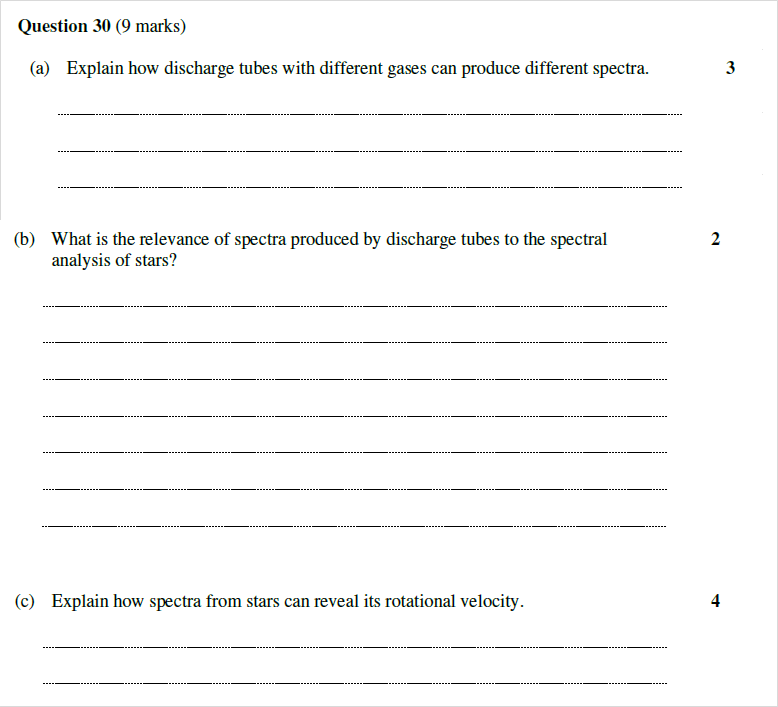 Question 30 (9 marks)
(a) Explain how discharge tubes with different gases can produce different spectra. 3
(b) What is the relevance of spectra produced by discharge tubes to the spectral 2
analysis of stars?
(c) Explain how spectra from stars can reveal its rotational velocity. 4